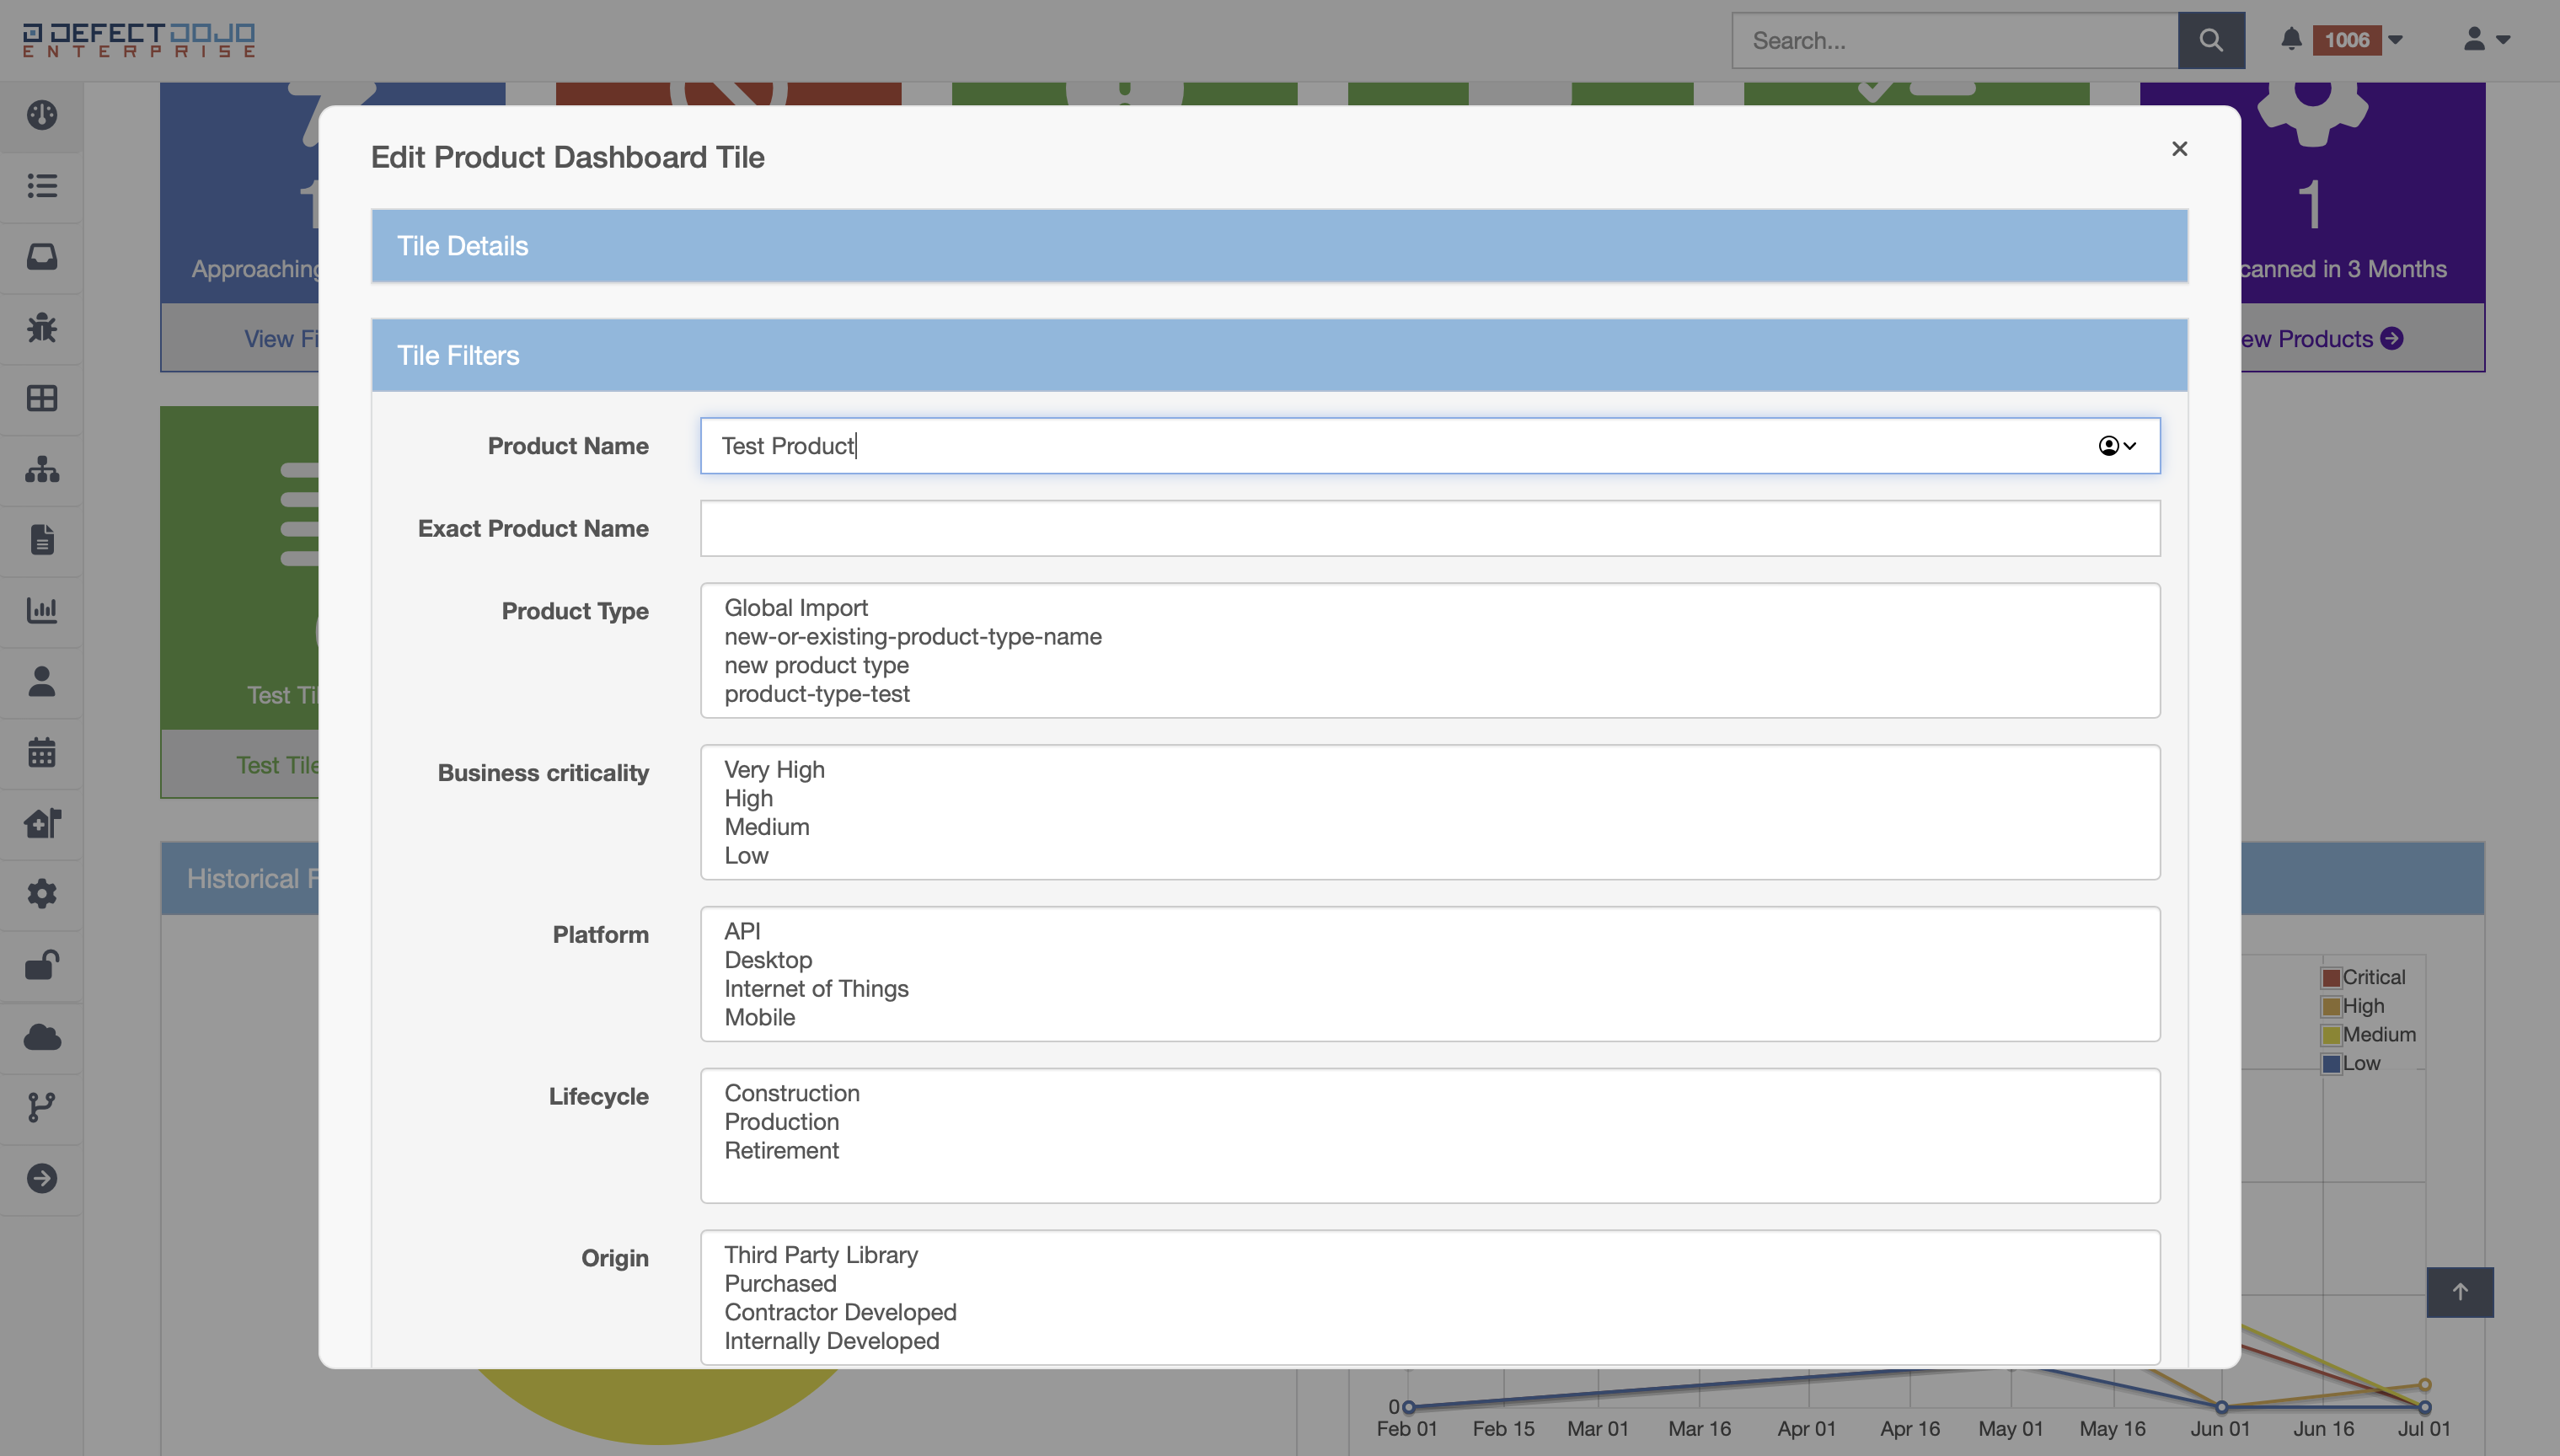 DEFECTDOJO
ENTERPRISE
Search...
1006
Edit Product Dashboard Tile
Tile Details
Approaching
1
canned in 3 Months
View Fi
ew Products
Tile Filters
Product Name
Test Product
Exact Product Name
Product Type
Global Import
new-or-existing-product-type-name
new product type
product-type-test
Test Til
Test Tile
Business criticality
Very High
High
Medium
Low
Historical F
Platform
API
Desktop
Internet of Things
Mobile
Critical
High
Medium
Low
Lifecycle
Construction
Production
Retirement
Origin
Third Party Library
Purchased
Contractor Developed
Internally Developed
0
Feb 01 Feb 15 Mar 01 Mar 16 Apr 01 Apr 16 May 01 May 16 Jun 01 Jun 16 Jul 01